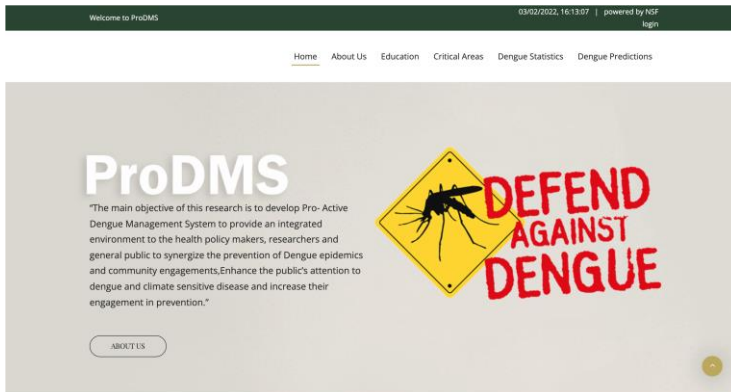 Welcome to ProDMS
03/02/2022, 16:13:07 | powered by NSF
login
Home About Us Education Critical Areas Dengue Statistics Dengue Predictions
ProDMS
"The main objective of this research is to develop Pro- Active
Dengue Management System to provide an integrated
environment to the health policy makers, researchers and
general public to synergize the prevention of Dengue epidemics
and community engagements,Enhance the public's attention to
dengue and climate sensitive disease and increase their
engagement in prevention."
ABOUT US
DEFEND
AGAINST
DENGUE